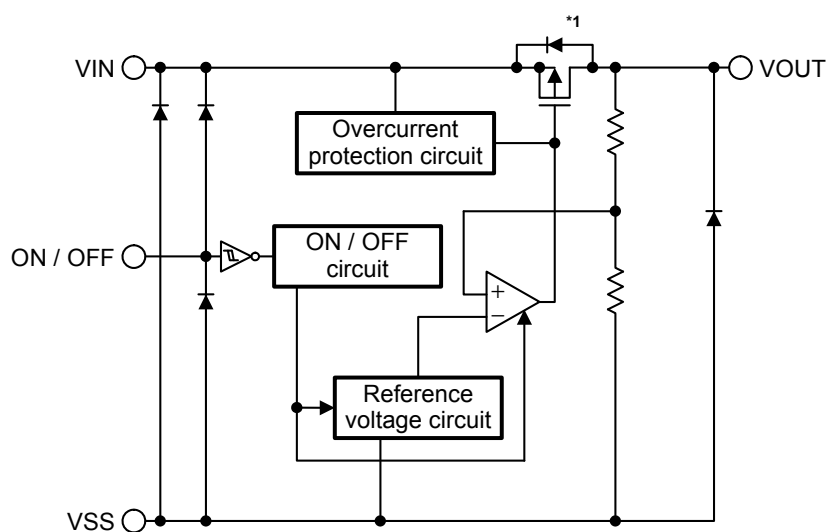 *1
VIN
VOUT
Overcurrent
protection circuit
ON / OFF
ON / OFF
circuit
+
−
Reference
voltage circuit
VSS